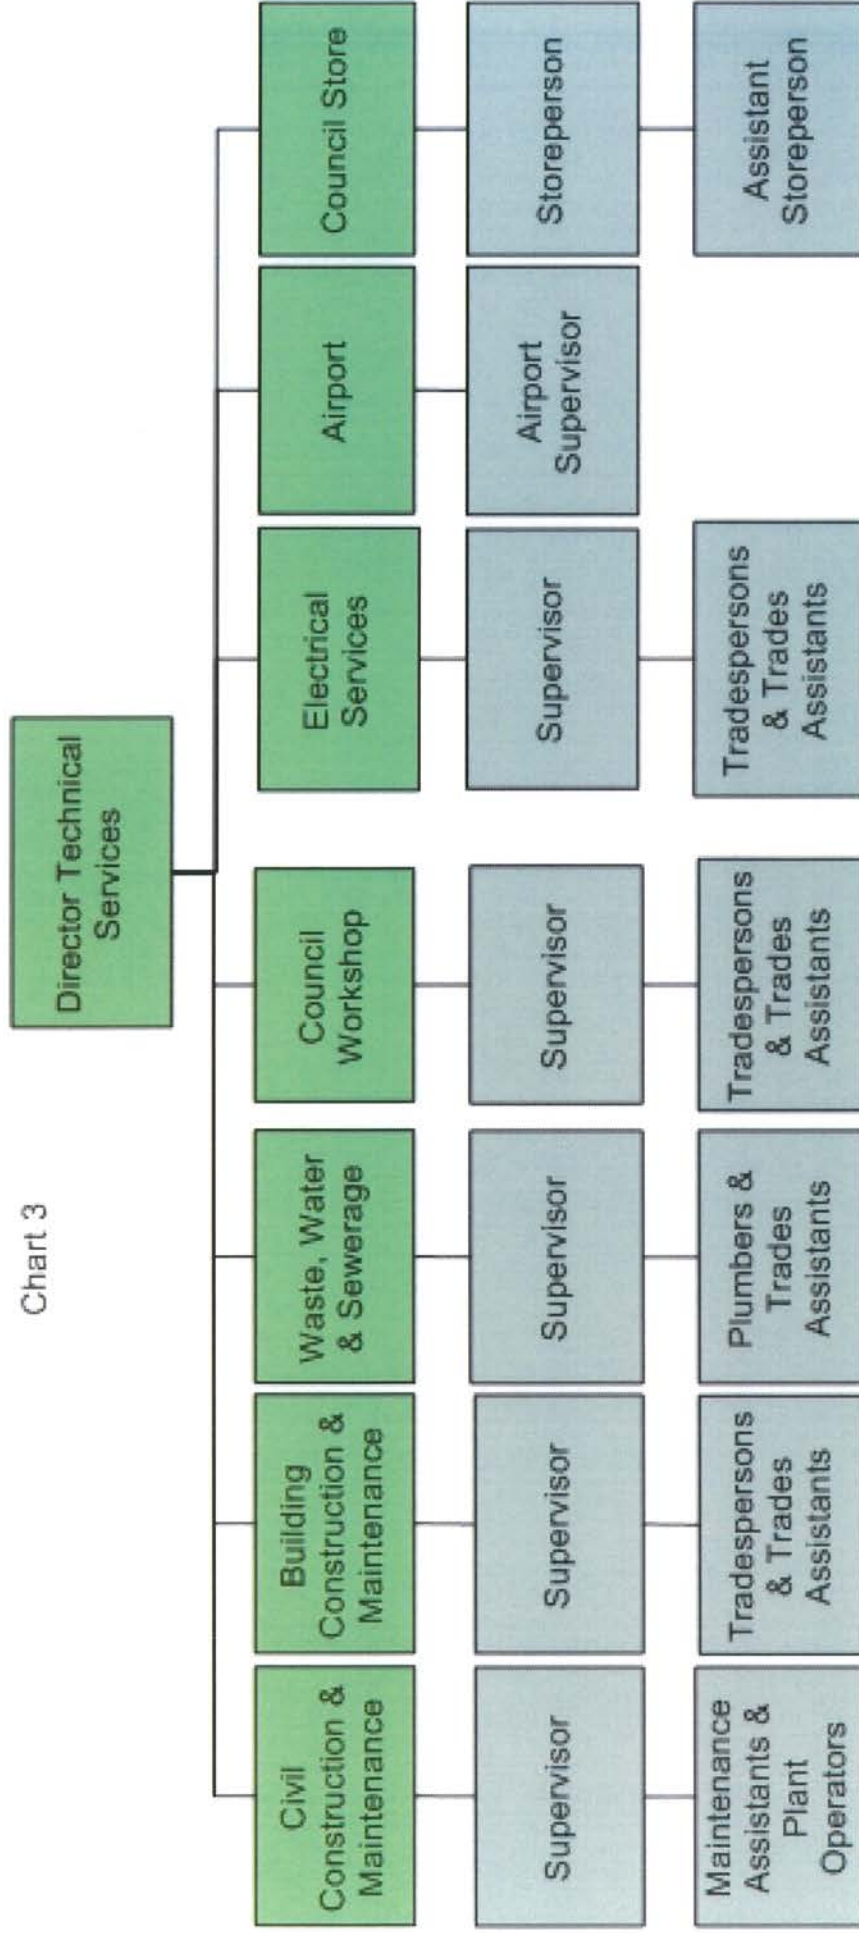 Chart 3
Director Technical
Services
Civil
Construction &
Maintenance
Building
Construction &
Maintenance
Waste, Water
& Sewerage
Council
Workshop
Electrical
Services
Airport
Council Store
Supervisor
Supervisor
Supervisor
Supervisor
Supervisor
Airport
Supervisor
Storeperson
Maintenance
Assistants &
Plant
Operators
Tradespersons
& Trades
Assistants
Plumbers &
Trades
Assistants
Tradespersons
& Trades
Assistants
Tradespersons
& Trades
Assistants
Assistant
Storeperson